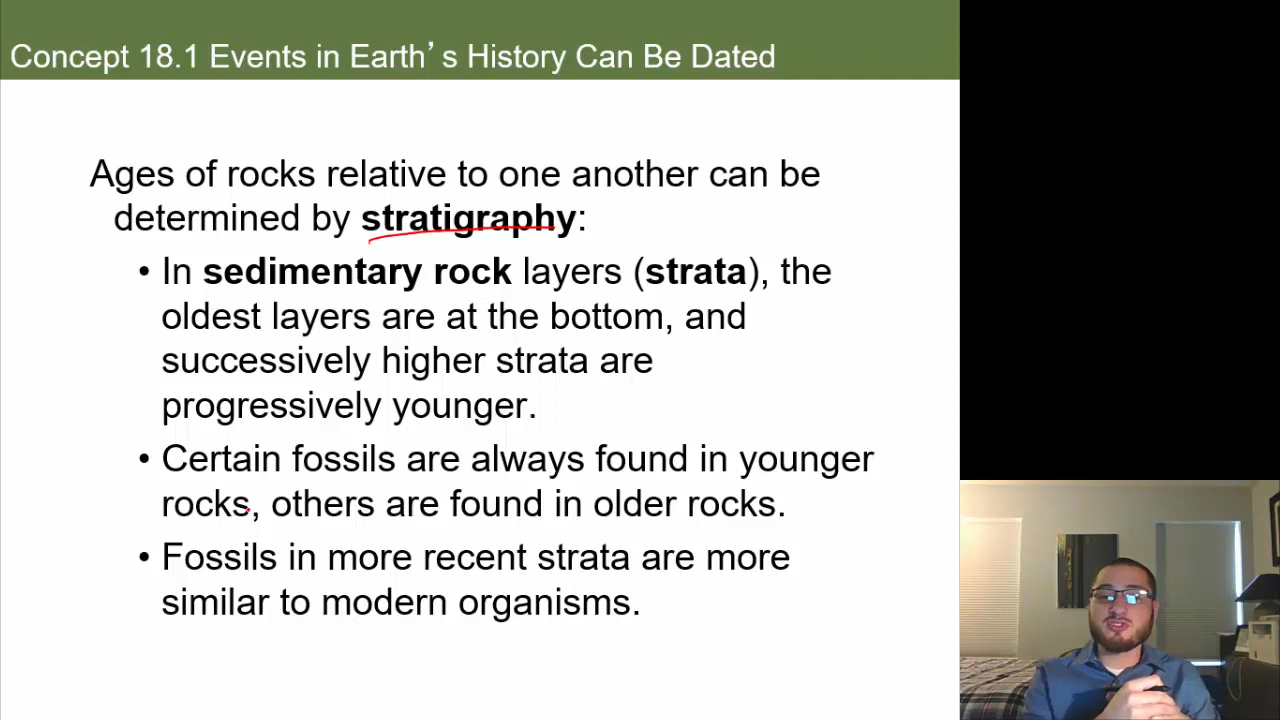 Concept 18.1 Events in Earth’s History Can Be Dated
Ages of rocks relative to one another can be
determined by stratigraphy:
• In sedimentary rock layers (strata), the
oldest layers are at the bottom, and
successively higher strata are
progressively younger.
• Certain fossils are always found in younger
rocks, others are found in older rocks.
• Fossils in more recent strata are more
similar to modern organisms.